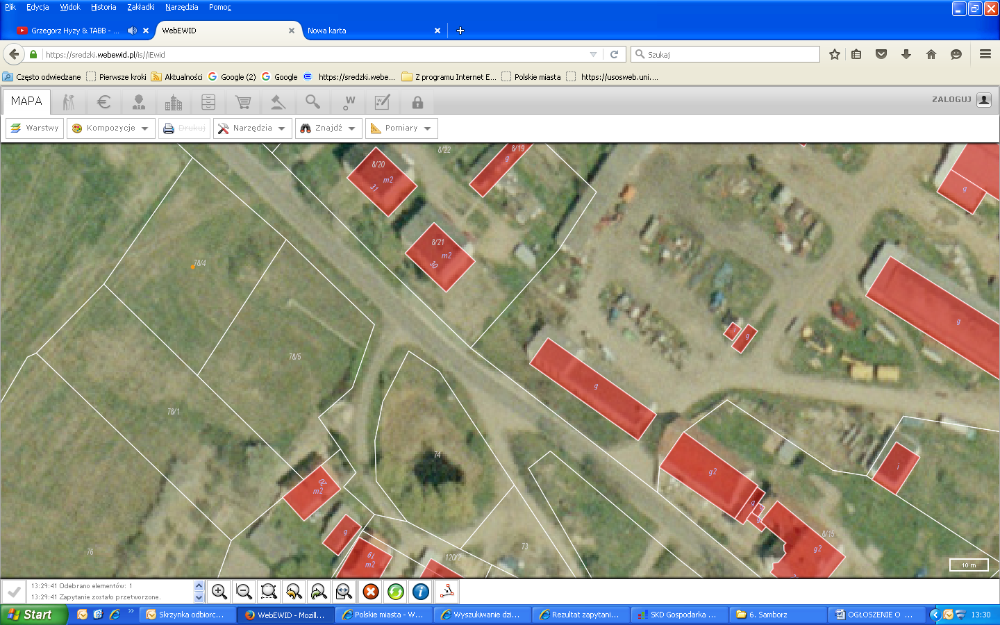 Plik Edycja Widok Historia Zakładki Narzędzia Pomoc
Grzegorz Hyzy & TABB - ... WebEWID Nowa karta
https://sredzki.webewid.pl/is//iEwid Szukaj
Często odwiedzane Pierwsze kroki Aktualności Google (2) Google https://sredzki.webe... Z programu Internet E... Polskie miasta https://usosweb.uni....
MAPA ZALOGUJ
Warstwy Kompozycje Drukuj Narzędzia Znajdź Pomiary
8/22 8/19
g
8/20
m2
31
g
78/4
8/21
m2
30
g
i g
78/5
g
78/1
74
g2
i
m2
g
g
g
8/15
g2
76
g
73
120/2
19
m2
10 m
13:29:41 Odebrano elementów: 1
13:29:41 Zapytanie zostało przetworzone.
Start Skrzynka odbiorc... WebEWID - Mozill... Polskie miasta - W... Wyszukiwanie dzi... Rezultat zapytani... SKD Gospodarka ... 6. Samborz OGŁOSZENIE O ... 13:30